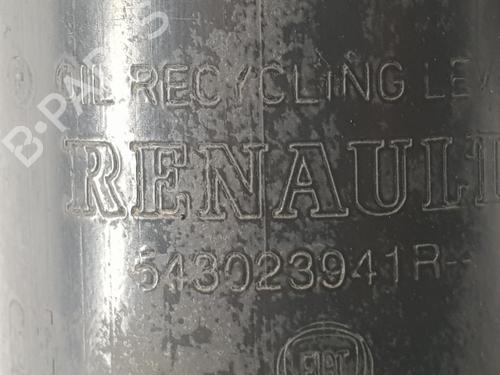 OIL RECYCLING LEV
RENAULT
543023941R--
FIAT
B-PARTS